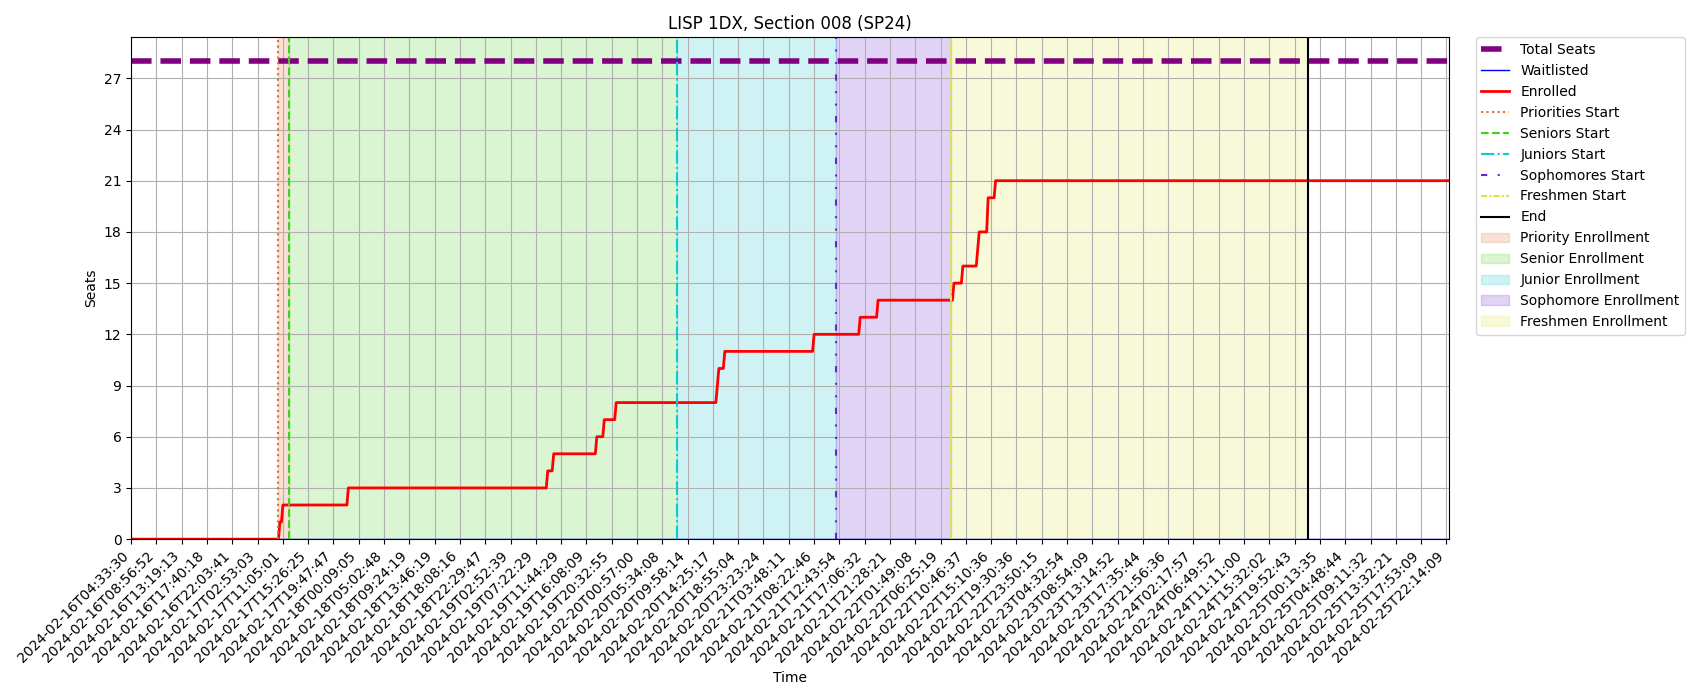 LISP 1DX, Section 008 (SP24)
Total Seats
Waitlisted
Enrolled
Priorities Start
Seniors Start
Juniors Start
Sophomores Start
Freshmen Start
End
Priority Enrollment
Senior Enrollment
Junior Enrollment
Sophomore Enrollment
Freshmen Enrollment
Seats
27
24
21
18
15
12
9
6
3
0
2024-02-16T04:33:30
2024-02-16T08:56:52
2024-02-16T13:19:13
2024-02-16T17:40:18
2024-02-16T22:03:41
2024-02-17T02:53:03
2024-02-17T11:05:01
2024-02-17T15:26:25
2024-02-17T19:47:47
2024-02-18T00:09:05
2024-02-18T05:02:48
2024-02-18T09:24:19
2024-02-18T13:46:19
2024-02-18T18:08:16
2024-02-18T22:29:47
2024-02-19T02:52:39
2024-02-19T07:22:29
2024-02-19T11:44:29
2024-02-19T16:08:09
2024-02-19T20:32:55
2024-02-20T00:57:00
2024-02-20T05:34:08
2024-02-20T09:58:14
2024-02-20T14:25:17
2024-02-20T18:55:04
2024-02-20T23:23:24
2024-02-21T03:48:11
2024-02-21T08:22:46
2024-02-21T12:43:54
2024-02-21T17:06:32
2024-02-21T21:28:21
2024-02-22T01:49:08
2024-02-22T06:25:19
2024-02-22T10:46:37
2024-02-22T15:10:36
2024-02-22T19:30:36
2024-02-22T23:50:15
2024-02-23T04:32:54
2024-02-23T08:54:09
2024-02-23T13:14:52
2024-02-23T17:35:44
2024-02-23T21:56:36
2024-02-24T02:17:57
2024-02-24T06:49:52
2024-02-24T11:11:00
2024-02-24T15:32:02
2024-02-24T19:52:43
2024-02-25T00:13:35
2024-02-25T04:48:44
2024-02-25T09:11:32
2024-02-25T13:32:21
2024-02-25T17:53:09
2024-02-25T22:14:09
Time